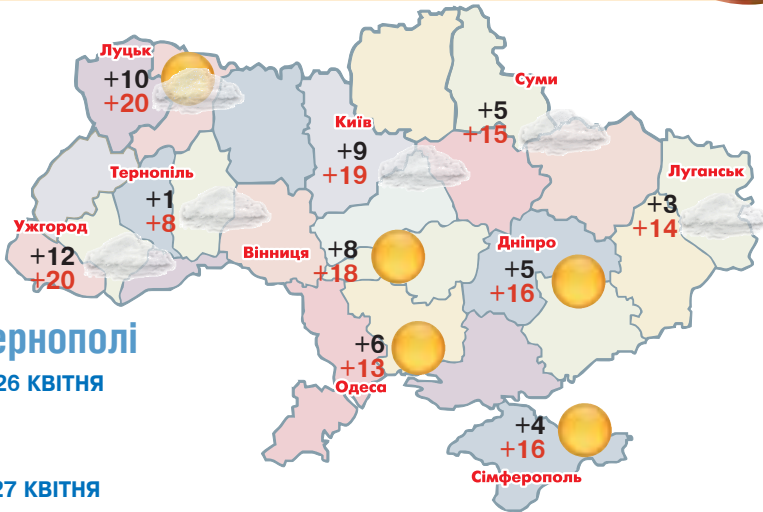 Луцьк
+10
+20
Суми
+5
+15
Київ
+9
+19
Тернопіль
+1
+8
Луганськ
+3
+14
Ужгород
+12
+20
Вінниця
+8
+18
Дніпро
+5
+16
+6
+13
Одеса
ернополі
26 КВІТНЯ
+4
+16
Сімферополь
27 КВІТНЯ